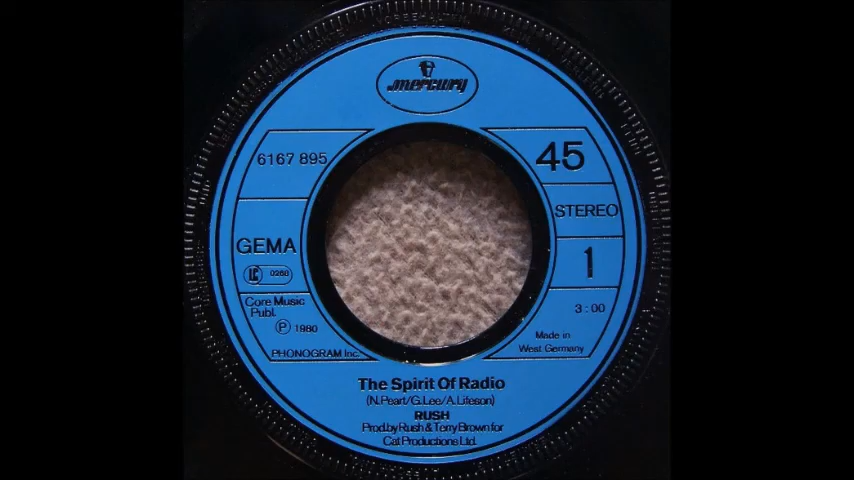 mercury
6167 895
45
GEMA
STEREO
LC 0268
1
Core Music
Publ.
℗ 1980
3:00
PHONOGRAM Inc.
Made in
West Germany
The Spirit Of Radio
(N.Peart/G.Lee/A.Lifeson)
RUSH
Prod.by Rush & Terry Brown for
Cat Productions Ltd.